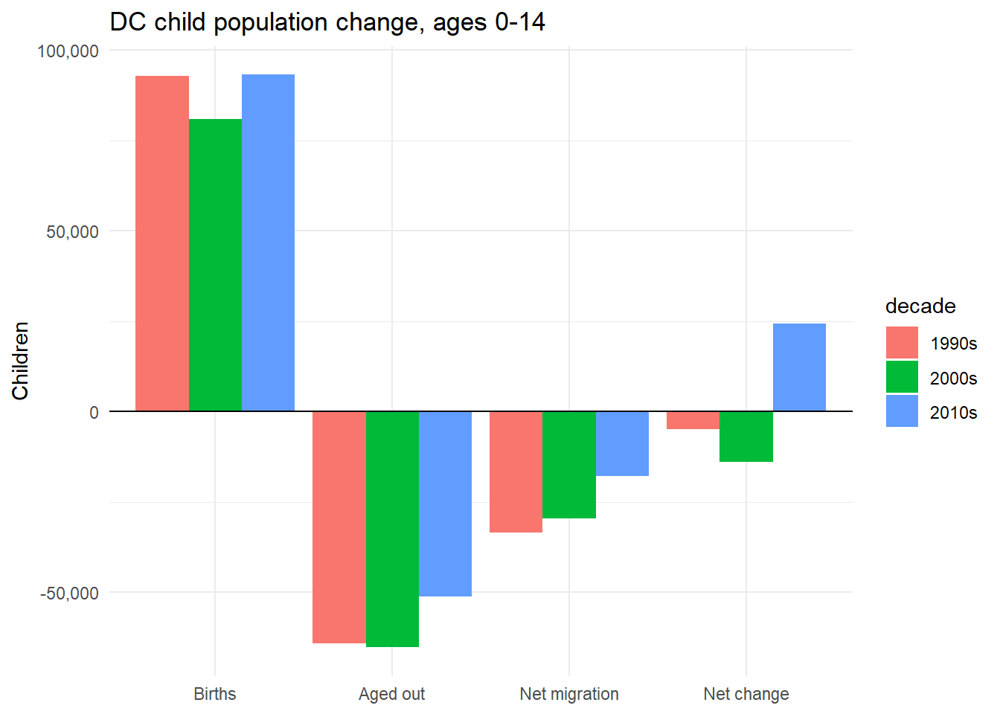 DC child population change, ages 0-14
100,000
50,000
0
-50,000
Children
Births
Aged out
Net migration
Net change
decade
1990s
2000s
2010s